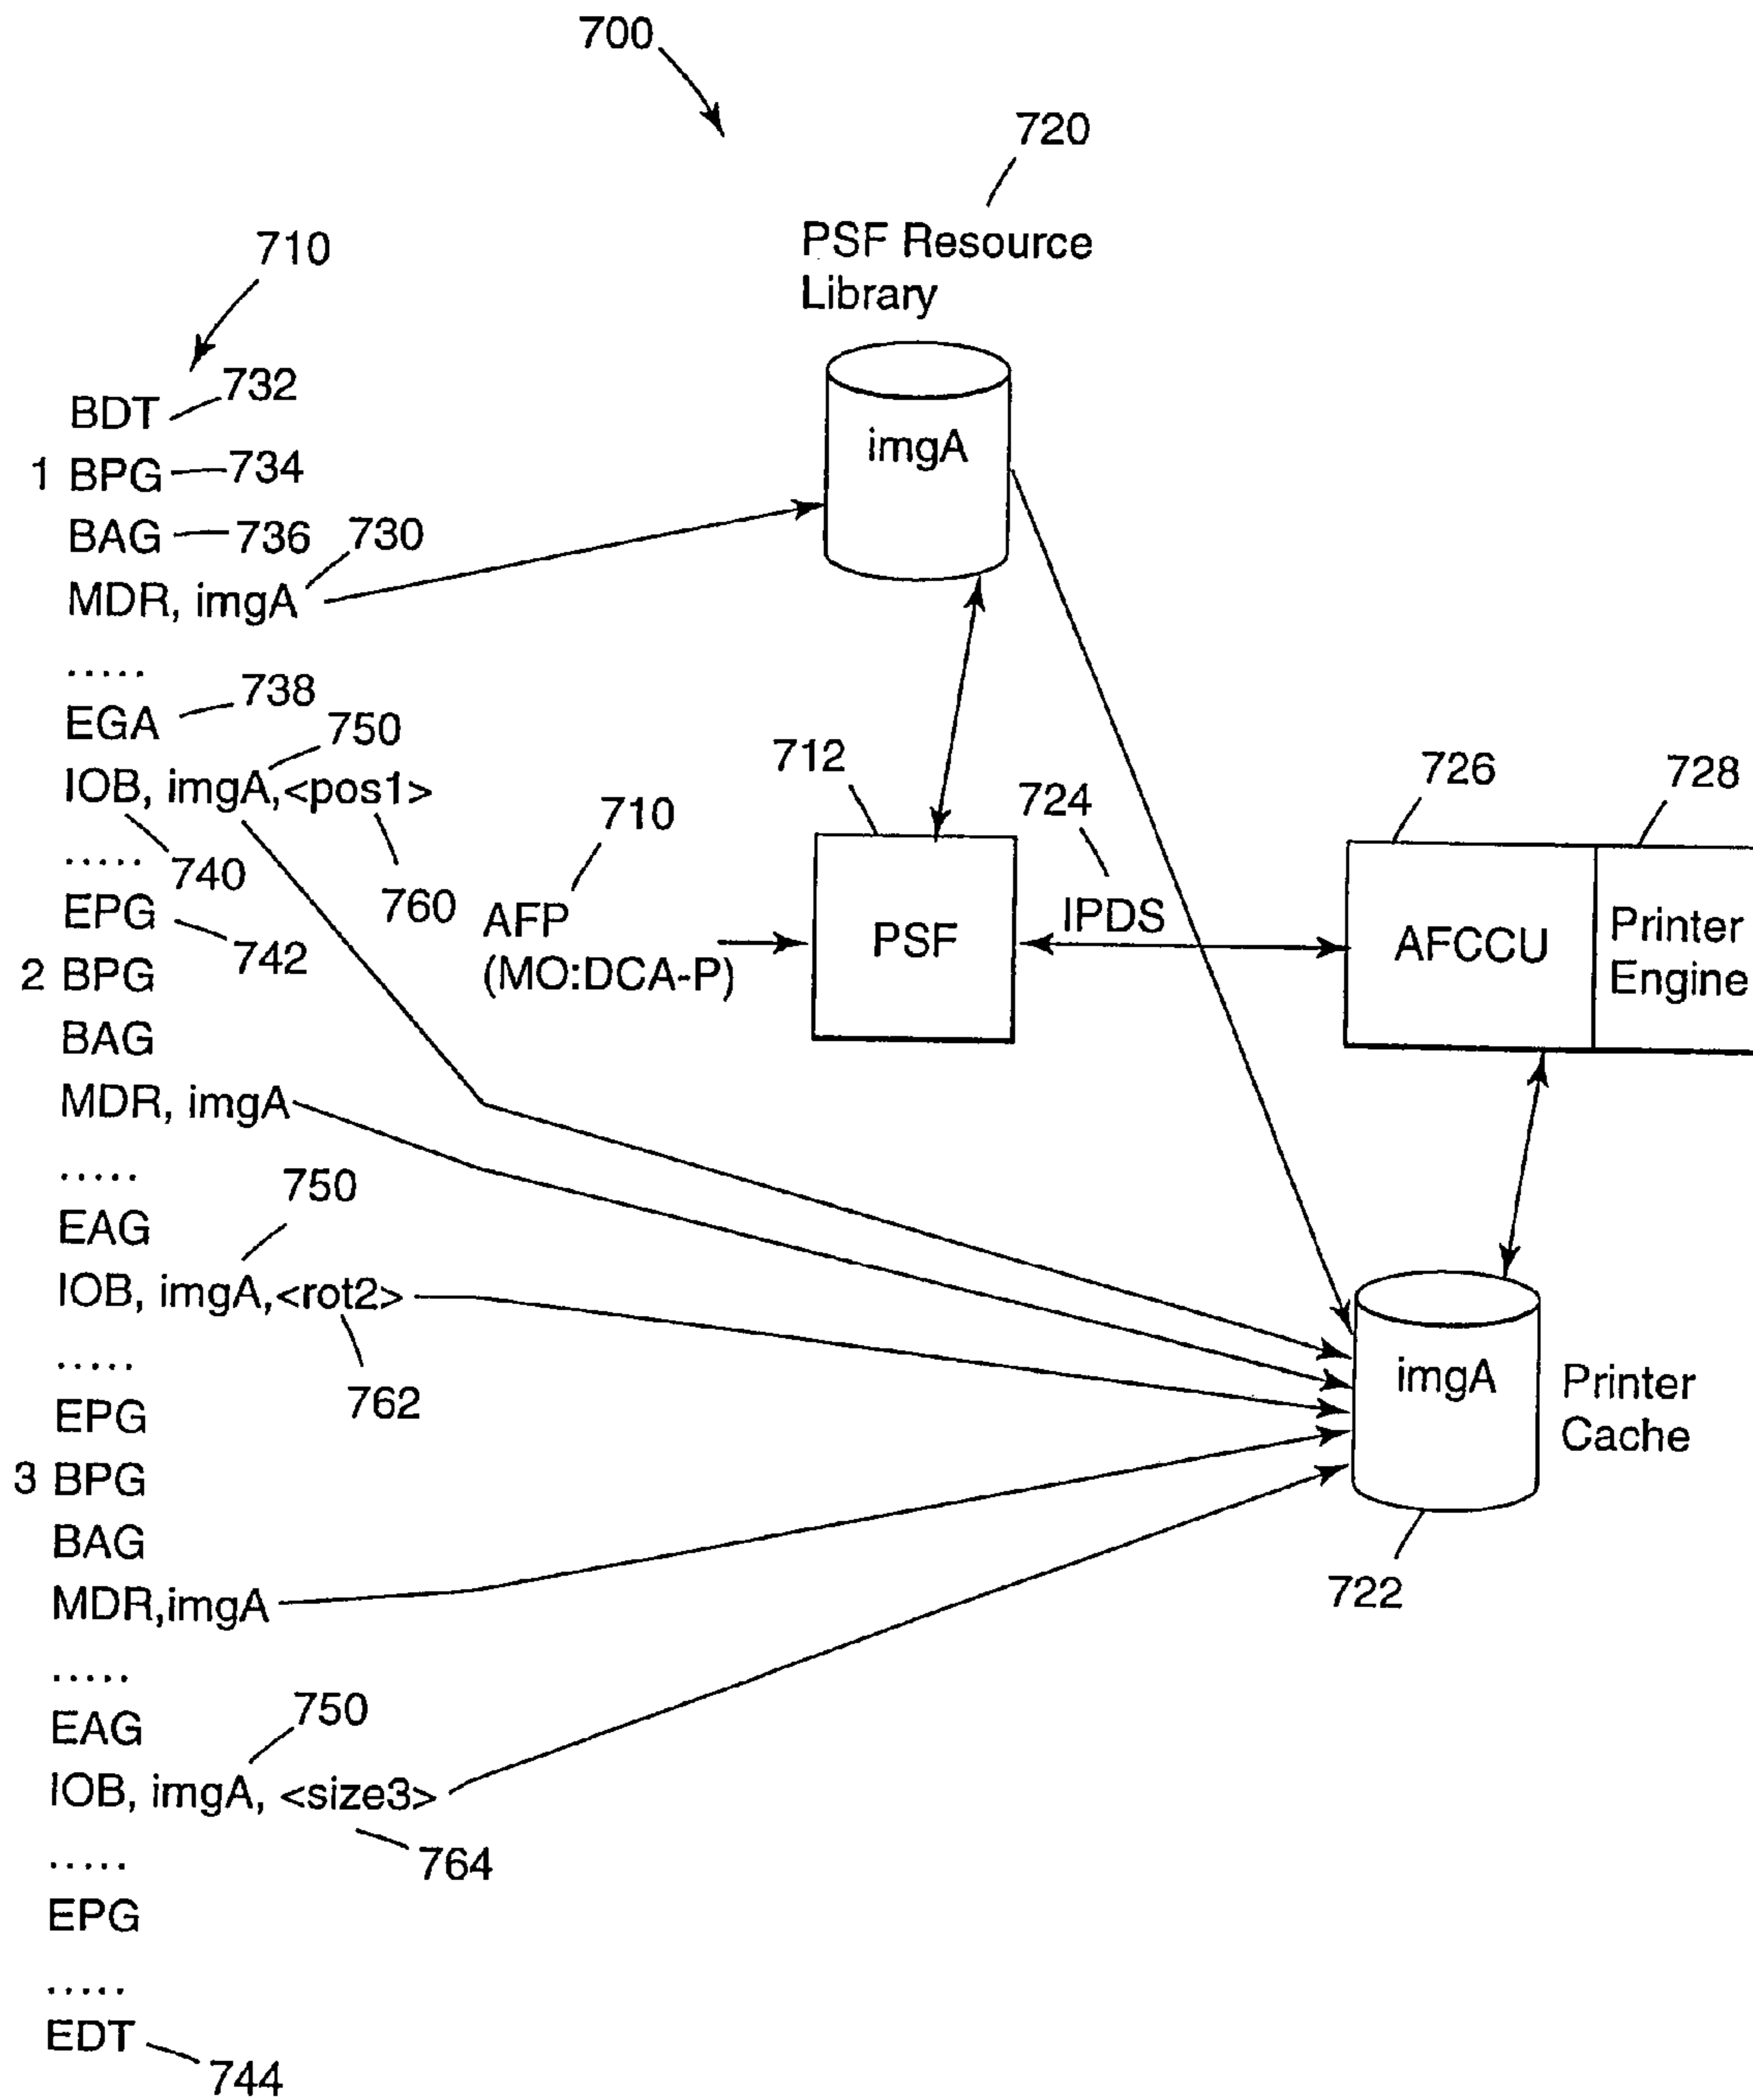 700
720
PSF Resource
Library
imgA
710
BDT 732
1 BPG 734
BAG 736
MDR, imgA 730
.....
EGA 738
IOB, imgA,<pos1> 750
..... 740
760
EPG 742
2 BPG
BAG
MDR, imgA
.....
EAG 750
IOB, imgA,<rot2>
..... 762
EPG
3 BPG
BAG
MDR,imgA
.....
EAG 750
IOB, imgA, <size3>
..... 764
EPG
.....
EDT 744
710
AFP
(MO:DCA-P)
712
PSF
724
IPDS
726
AFCCU
728
Printer
Engine
imgA
Printer
Cache
722